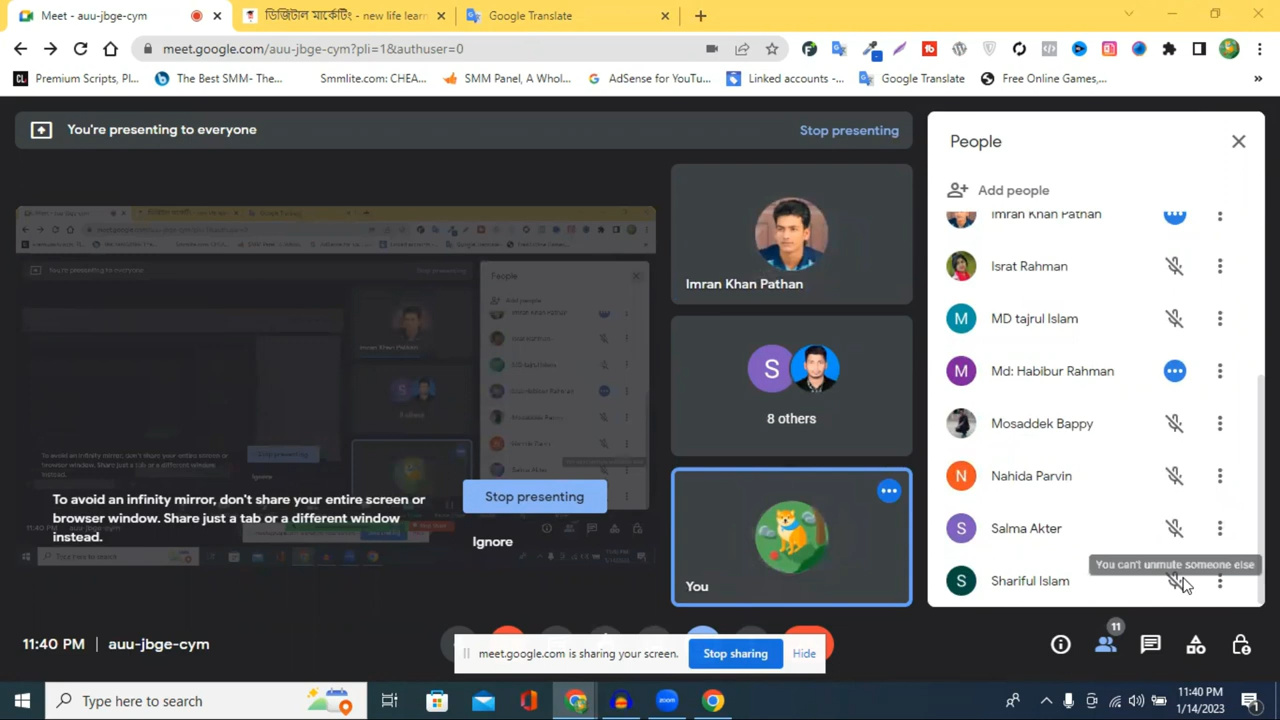 Meet - auu-jbge-cym
ডিজিটাল মার্কেটিং - new life learn
Google Translate
meet.google.com/auu-jbge-cym?pli=1&authuser=0
Premium Scripts, Pl...
The Best SMM- The...
Smmlite.com: CHEA...
SMM Panel, A Whol...
AdSense for YouTu...
Linked accounts -...
Google Translate
Free Online Games,...
You're presenting to everyone
Stop presenting
Imran Khan Pathan
S
8 others
You
To avoid an infinity mirror, don't share your entire screen or
browser window. Share just a tab or a different window
instead.
Stop presenting
Ignore
People
Add people
Imran Khan Pathan
Israt Rahman
M MD tajrul Islam
M Md: Habibur Rahman
Mosaddek Bappy
N Nahida Parvin
S Salma Akter
You can't unmute someone else
S Shariful Islam
11:40 PM | auu-jbge-cym
meet.google.com is sharing your screen.
Stop sharing
Hide
11
Type here to search
zoom
11:40 PM
1/14/2023
1